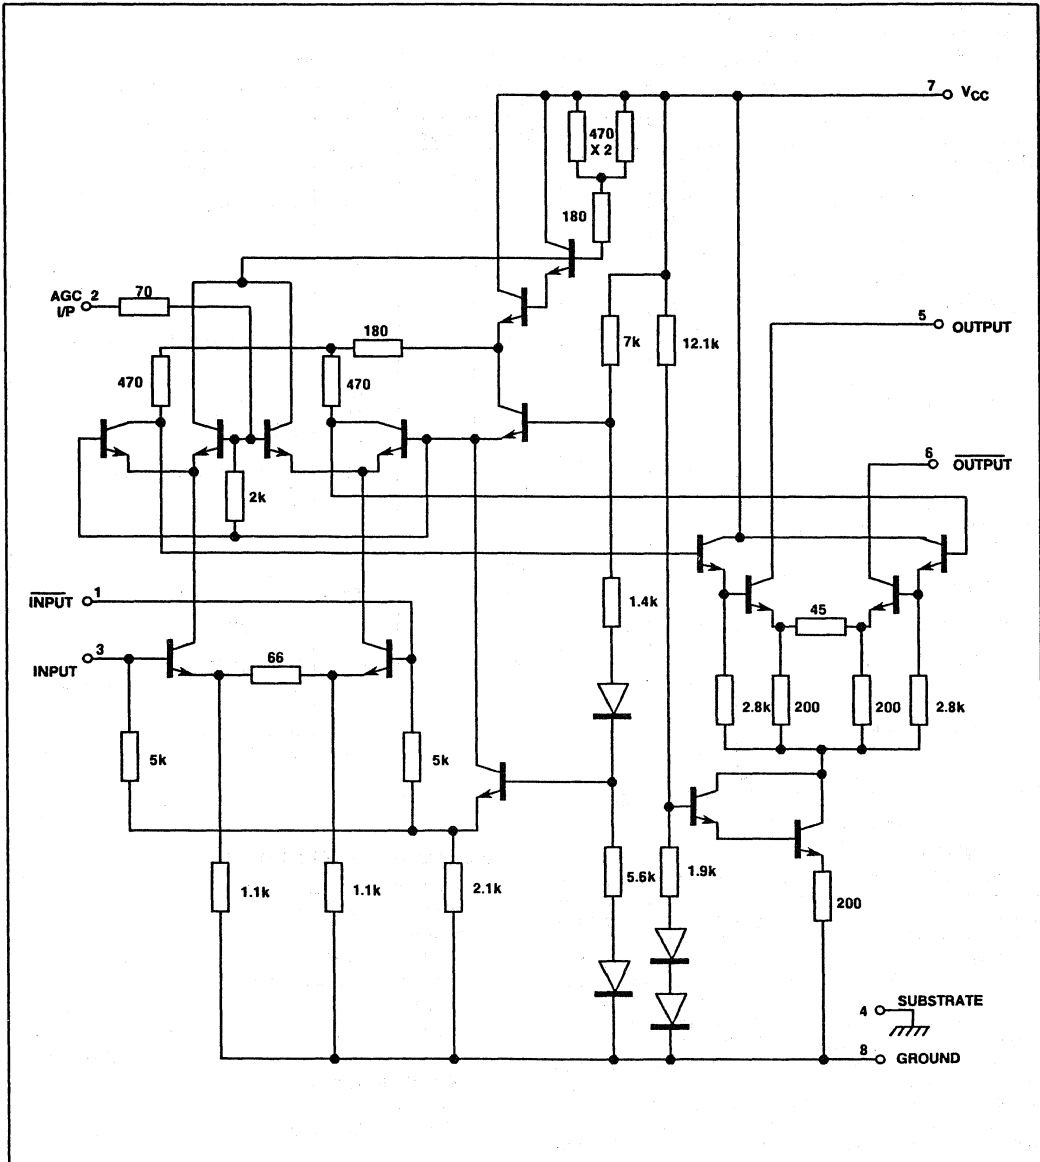 7 VCC
470
X 2
180
AGC 2
I/P
70
180
5 OUTPUT
7k
12.1k
470
470
6 OUTPUT
2k
INPUT 1
1.4k
45
3
INPUT
66
2.8k
200
200
2.8k
5k
5k
1.1k
1.1k
2.1k
5.6k
1.9k
200
4 SUBSTRATE
8 GROUND